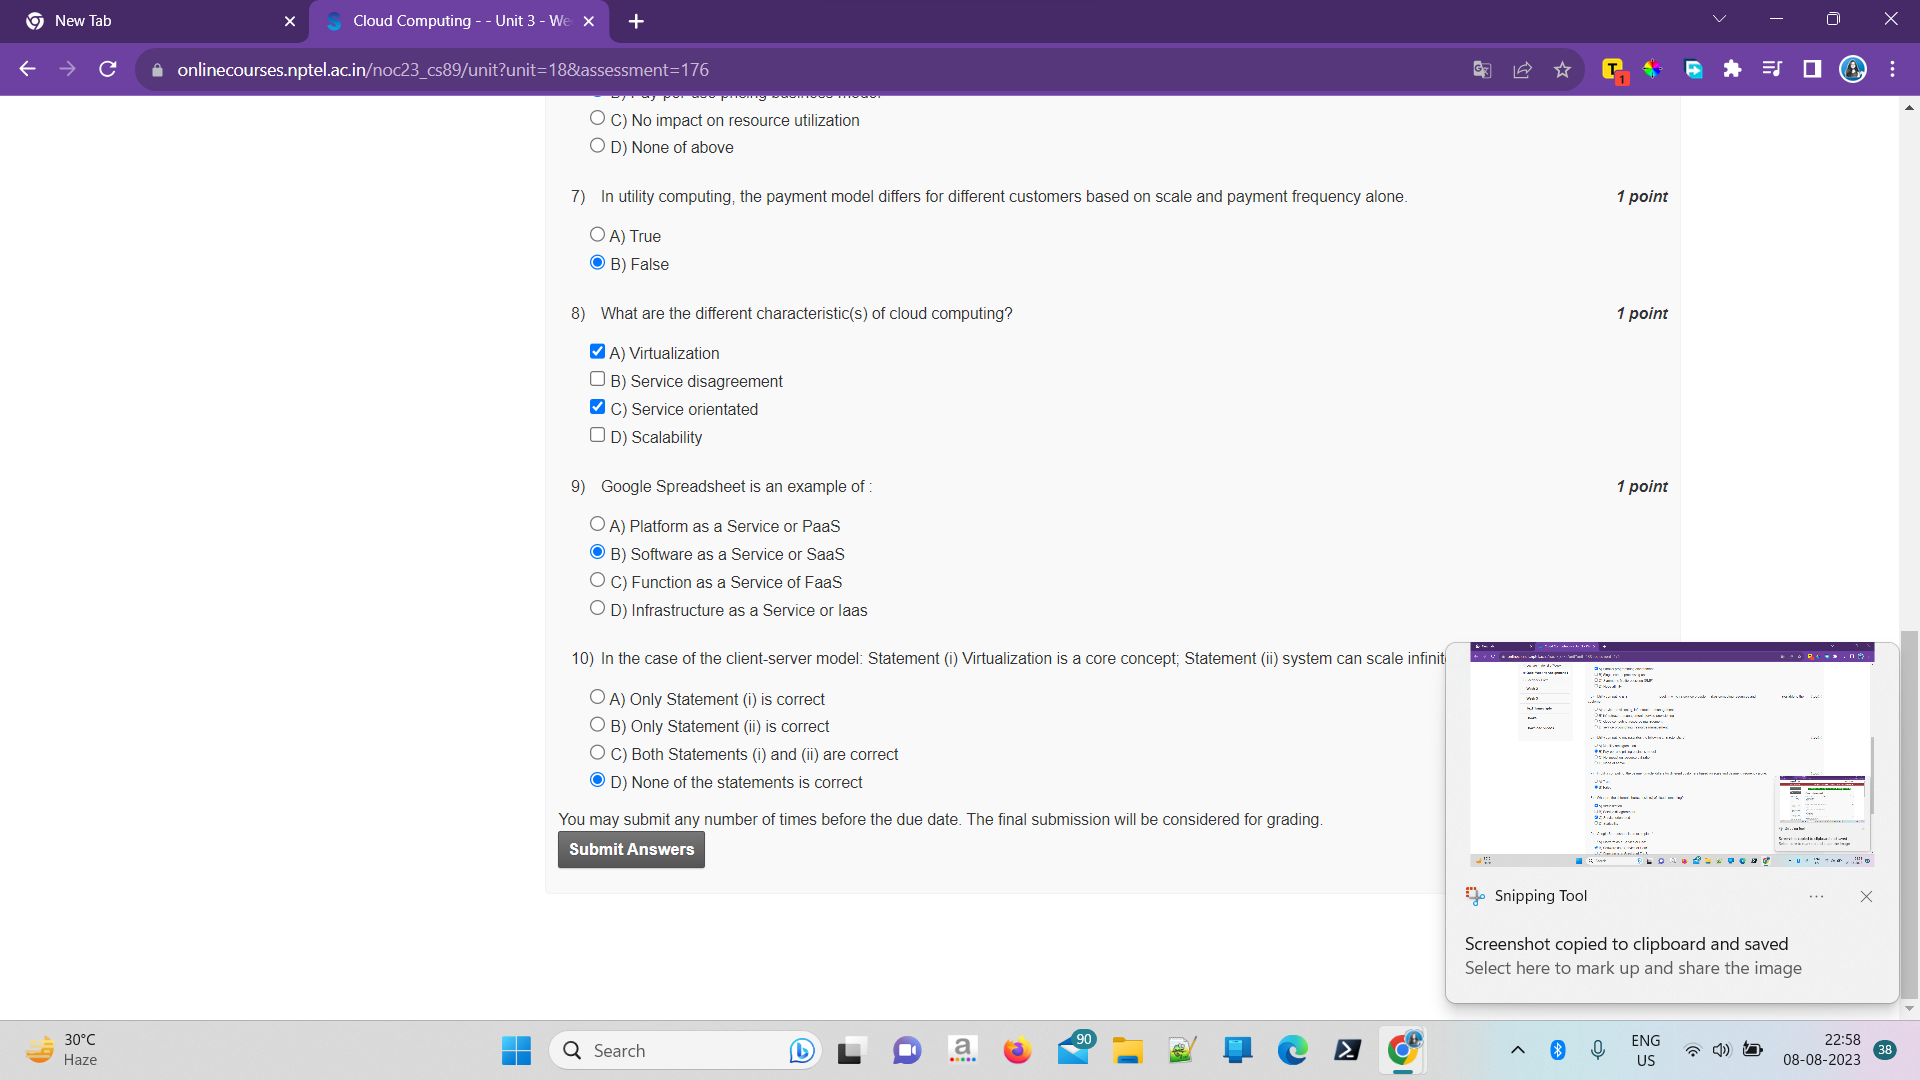 New Tab
Cloud Computing - - Unit 3 - We
onlinecourses.nptel.ac.in/noc23_cs89/unit?unit=18&assessment=176
T
1
B) Pay-per-use pricing business model
C) No impact on resource utilization
D) None of above
7) In utility computing, the payment model differs for different customers based on scale and payment frequency alone. 1 point
A) True
B) False
8) What are the different characteristic(s) of cloud computing? 1 point
A) Virtualization
B) Service disagreement
C) Service orientated
D) Scalability
9) Google Spreadsheet is an example of : 1 point
A) Platform as a Service or PaaS
B) Software as a Service or SaaS
C) Function as a Service of FaaS
D) Infrastructure as a Service or Iaas
10) In the case of the client-server model: Statement (i) Virtualization is a core concept; Statement (ii) system can scale infinit
A) Only Statement (i) is correct
B) Only Statement (ii) is correct
C) Both Statements (i) and (ii) are correct
D) None of the statements is correct
You may submit any number of times before the due date. The final submission will be considered for grading.
Submit Answers
Snipping Tool
Screenshot copied to clipboard and saved
Select here to mark up and share the image
30°C
Haze
Search
a
90
ENG
US
22:58
08-08-2023
38